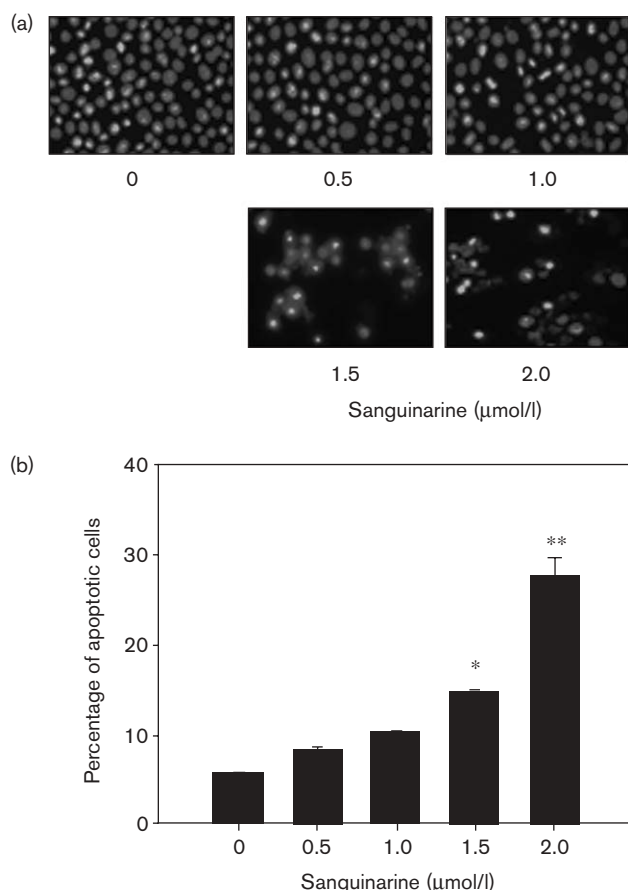 (a)
0 0.5 1.0
1.5 2.0
Sanguinarine (μmol/l)
(b)
Percentage of apoptotic cells
40
30
20
10
0
*
**
0 0.5 1.0 1.5 2.0
Sanguinarine (μmol/l)